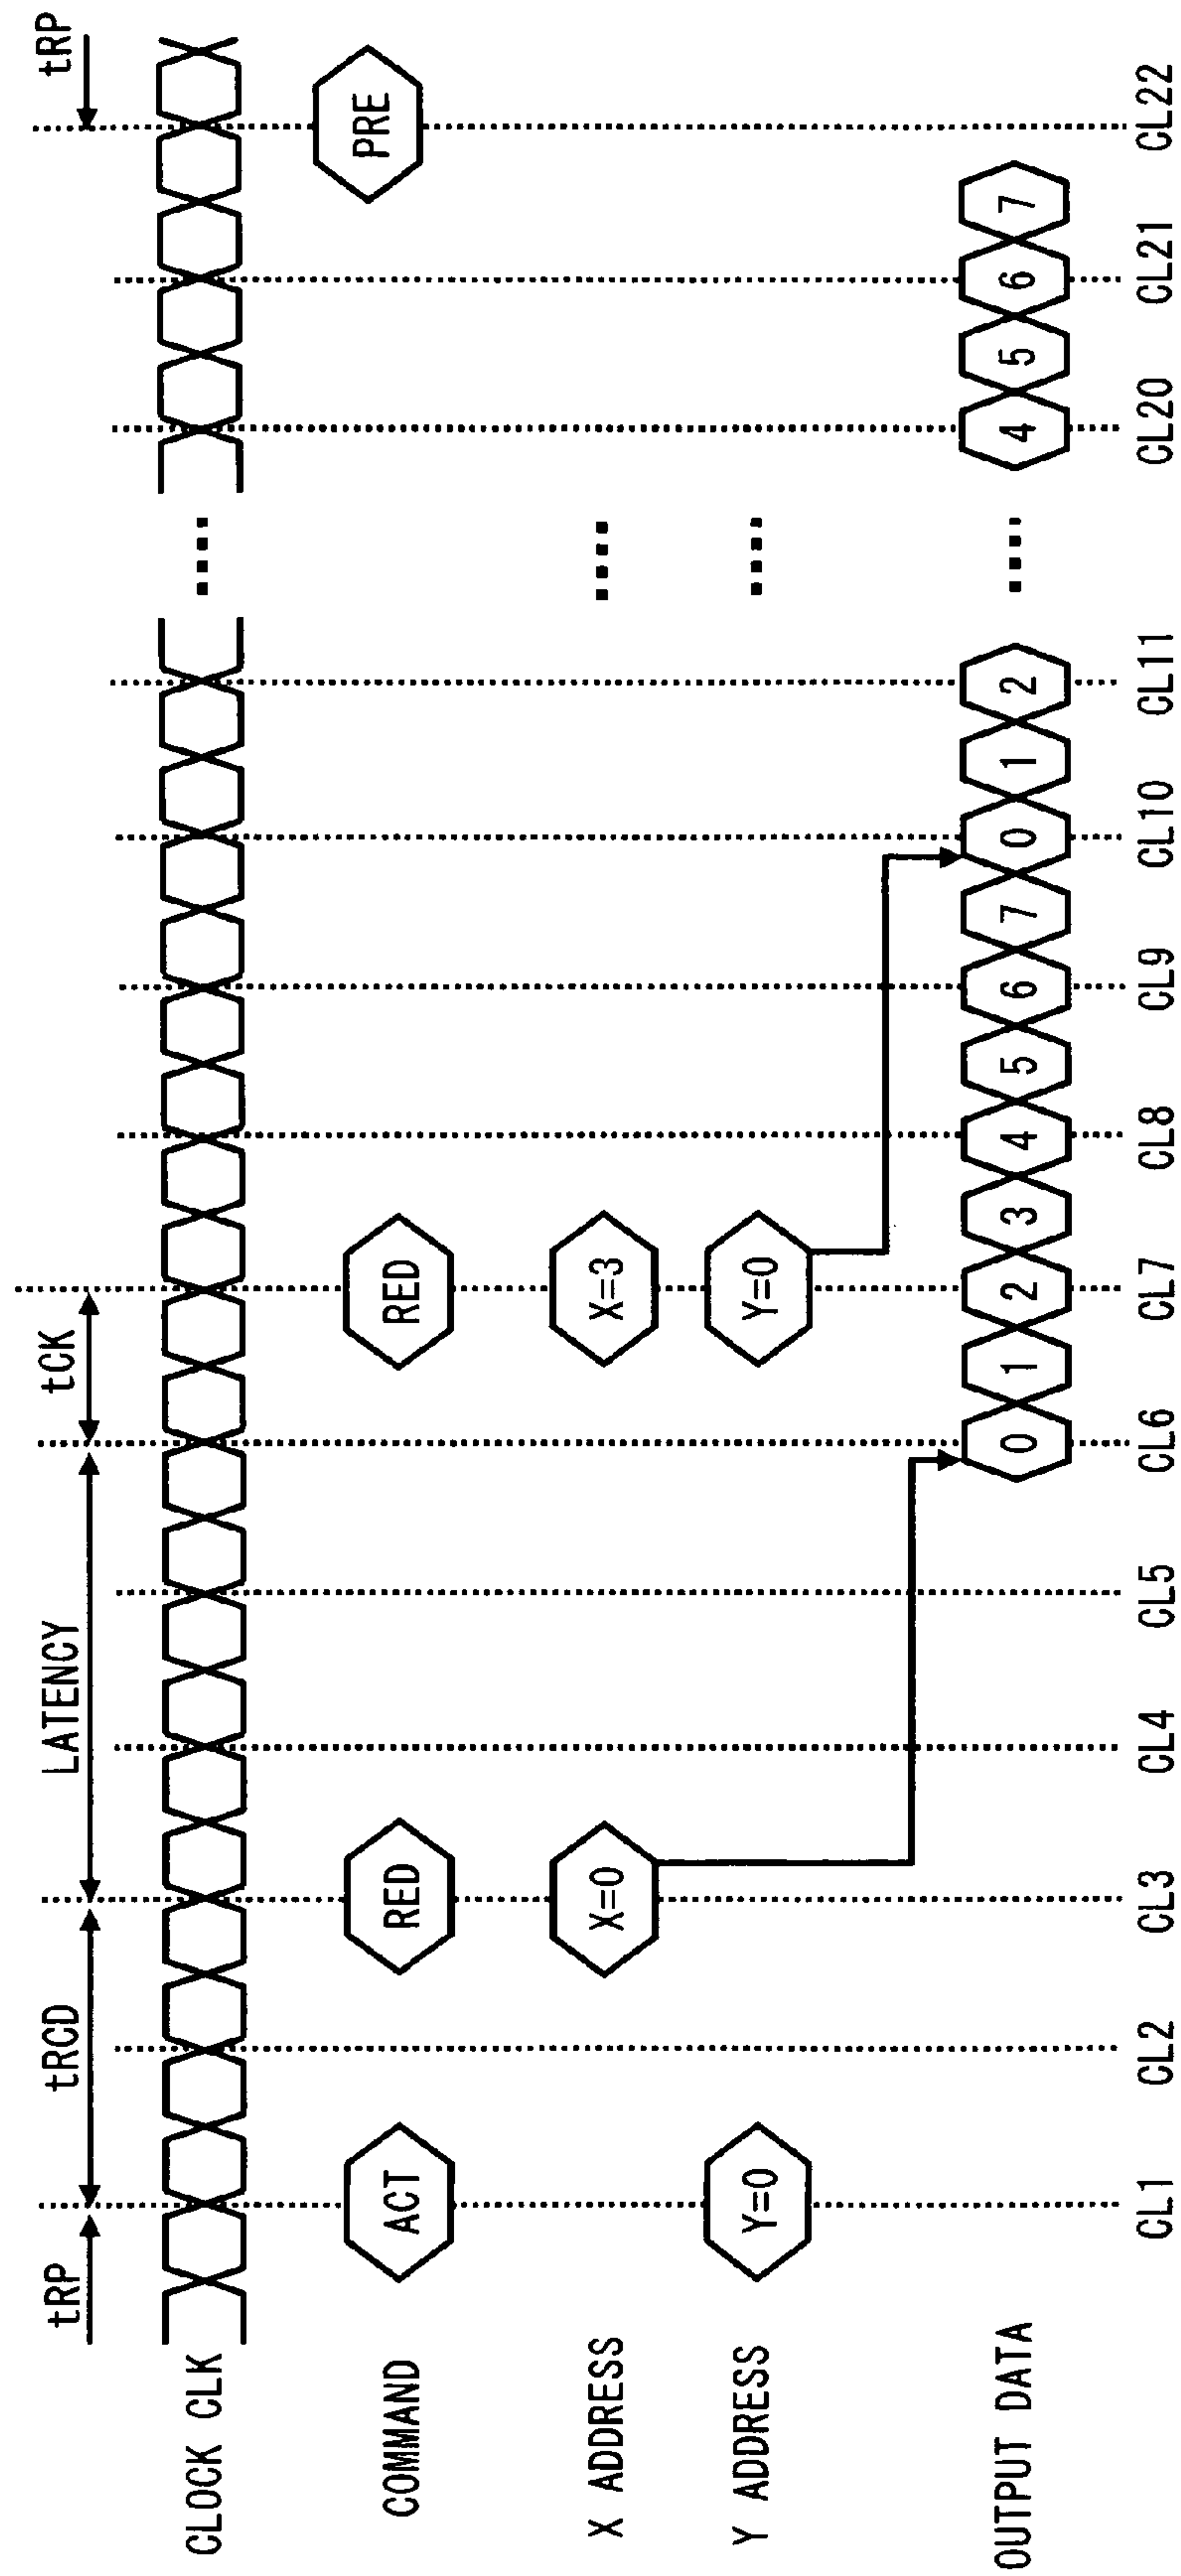 tRP tRCD LATENCY tCK tRP
CLOCK CLK
COMMAND ACT RED RED PRE
X ADDRESS X=0 X=3
Y ADDRESS Y=0 Y=0
OUTPUT DATA 0 1 2 3 4 5 6 7 0 1 2 4 5 6 7
CL1 CL2 CL3 CL4 CL5 CL6 CL7 CL8 CL9 CL10 CL11 CL20 CL21 CL22